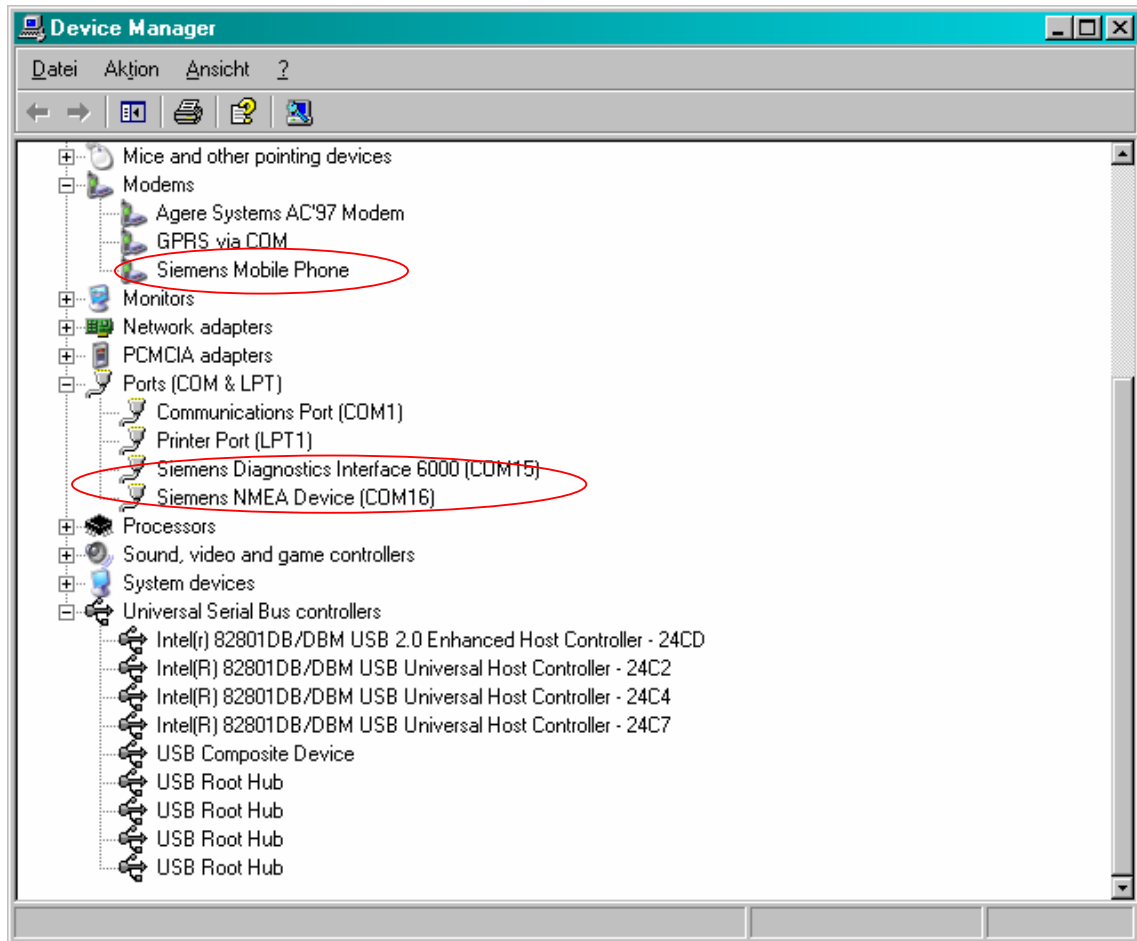 Device Manager
Datei Aktion Ansicht ?
Mice and other pointing devices
Modems
Agere Systems AC'97 Modem
GPRS via COM
Siemens Mobile Phone
Monitors
Network adapters
PCMCIA adapters
Ports (COM & LPT)
Communications Port (COM1)
Printer Port (LPT1)
Siemens Diagnostics Interface 6000 (COM15)
Siemens NMEA Device (COM16)
Processors
Sound, video and game controllers
System devices
Universal Serial Bus controllers
Intel(r) 82801DB/DBM USB 2.0 Enhanced Host Controller - 24CD
Intel(R) 82801DB/DBM USB Universal Host Controller - 24C2
Intel(R) 82801DB/DBM USB Universal Host Controller - 24C4
Intel(R) 82801DB/DBM USB Universal Host Controller - 24C7
USB Composite Device
USB Root Hub
USB Root Hub
USB Root Hub
USB Root Hub